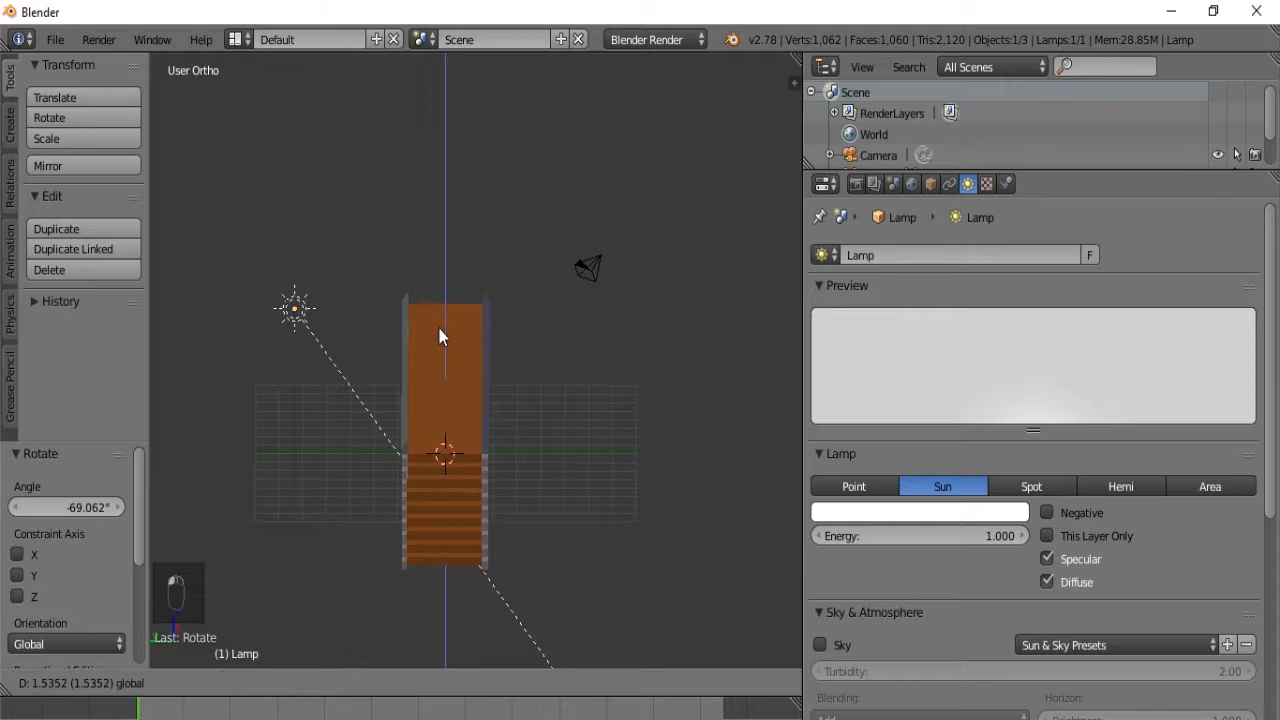 Blender
File Render Window Help Default Scene Blender Render v2.78 | Verts:1,062 | Faces:1,060 | Tris:2,120 | Objects:1/3 | Lamps:1/1 | Mem:28.85M | Lamp
Tools
Create
Relations
Animation
Physics
Grease Pencil
Transform
Translate
Rotate
Scale
Mirror
Edit
Duplicate
Duplicate Linked
Delete
History
Rotate
Angle
-69.062°
Constraint Axis
X
Y
Z
Orientation
Global
User Ortho
Last: Rotate
(1) Lamp
D: 1.5352 (1.5352) global
View Search All Scenes
Scene
RenderLayers
World
Camera
Lamp Lamp
Lamp F
Preview
Lamp
Point Sun Spot Hemi Area
Negative
Energy: 1.000 This Layer Only
Specular
Diffuse
Sky & Atmosphere
Sky Sun & Sky Presets
Turbidity: 2.00
Blending: Horizon: